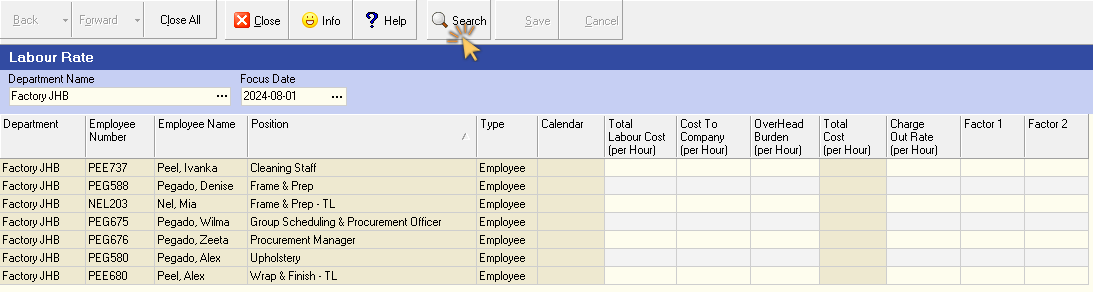 Back Forward Close All Close Info Help Search Save Cancel
Labour Rate
Department Name Focus Date
Factory JHB ... 2024-08-01 ...
Department Employee Number Employee Name Position Type Calendar Total Labour Cost (per Hour) Cost To Company (per Hour) OverHead Burden (per Hour) Total Cost (per Hour) Charge Out Rate (per Hour) Factor 1 Factor 2
Factory JHB PEE737 Peel, Ivanka Cleaning Staff Employee
Factory JHB PEG588 Pegado, Denise Frame & Prep Employee
Factory JHB NEL203 Nel, Mia Frame & Prep - TL Employee
Factory JHB PEG675 Pegado, Wilma Group Scheduling & Procurement Officer Employee
Factory JHB PEG676 Pegado, Zeeta Procurement Manager Employee
Factory JHB PEG580 Pegado, Alex Upholstery Employee
Factory JHB PEE680 Peel, Alex Wrap & Finish - TL Employee